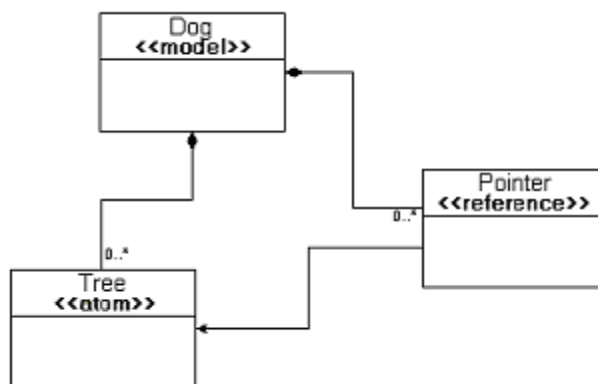 Dog
<<model>>
Pointer
<<reference>>
0..*
0..*
Tree
<<atom>>